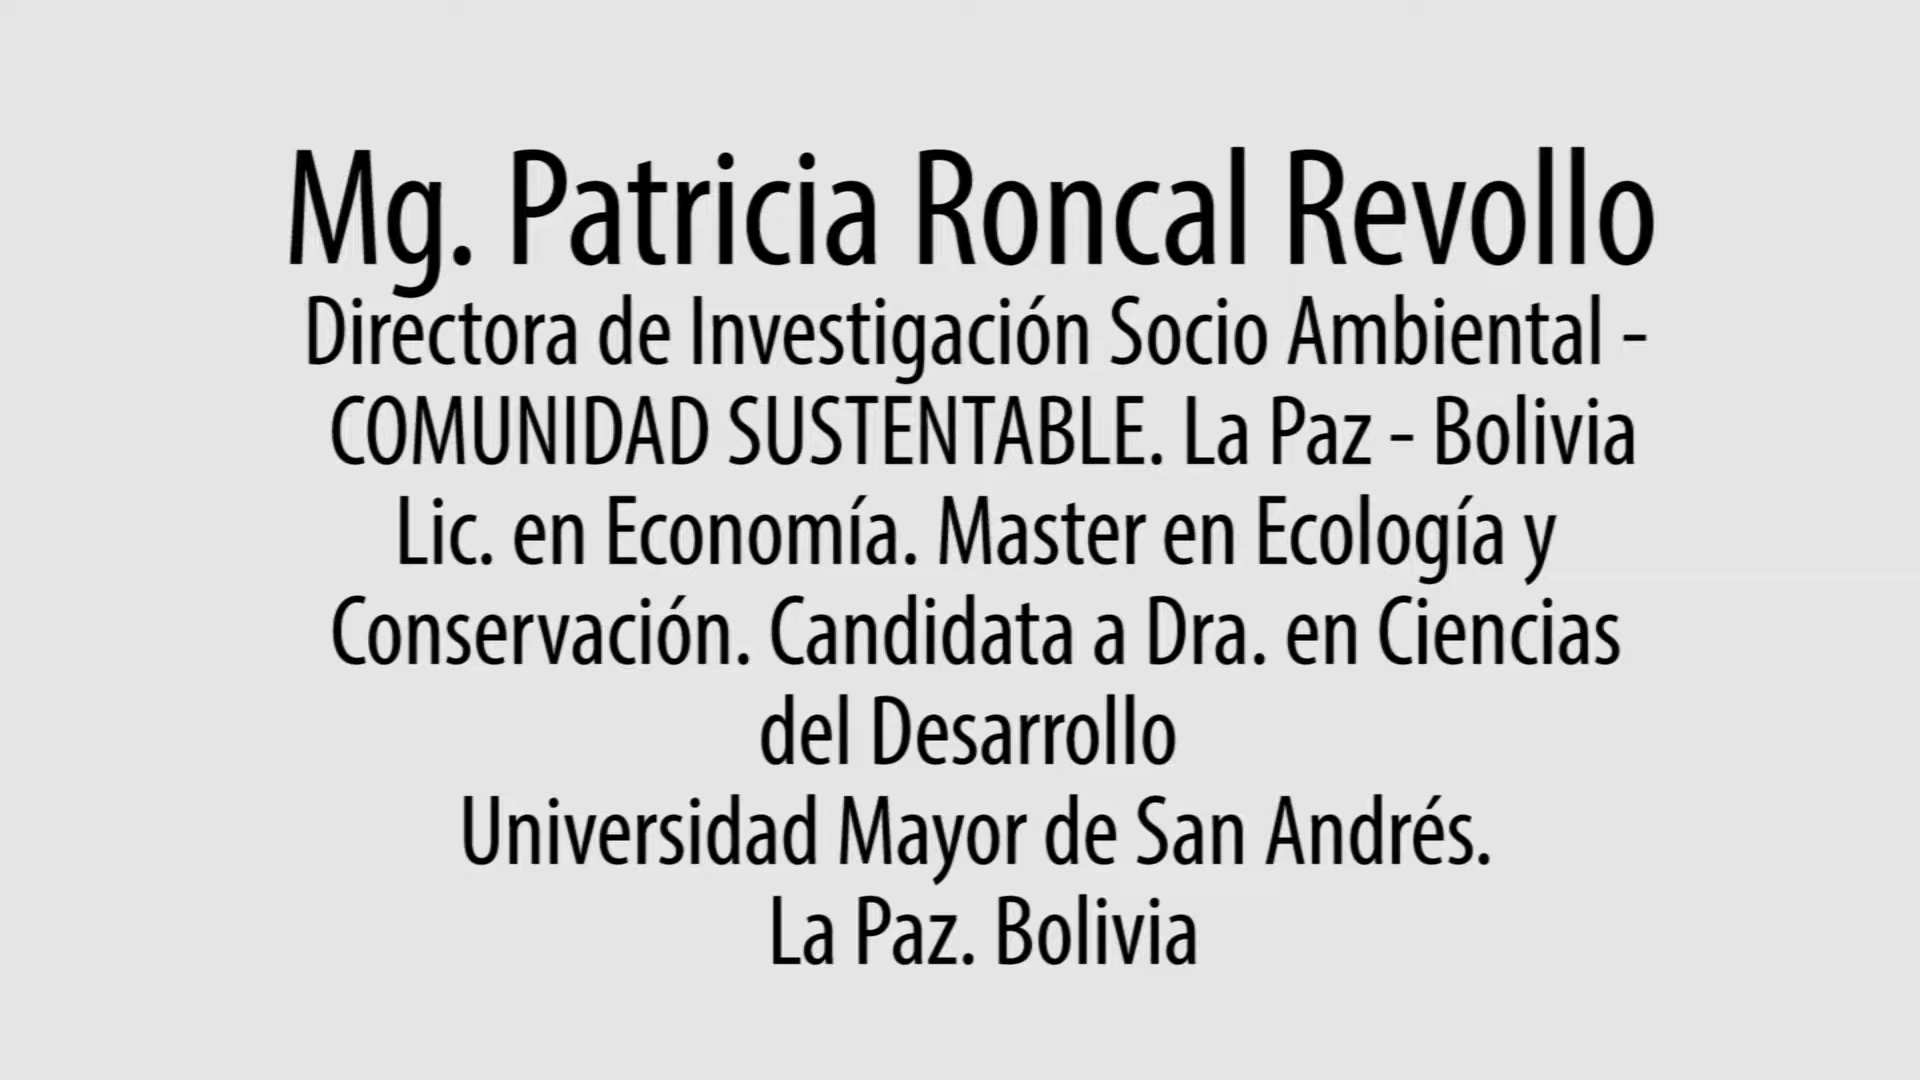 Mg. Patricia Roncal Revollo
Directora de Investigación Socio Ambiental -
COMUNIDAD SUSTENTABLE. La Paz - Bolivia
Lic. en Economía. Master en Ecología y
Conservación. Candidata a Dra. en Ciencias
del Desarrollo
Universidad Mayor de San Andrés.
La Paz. Bolivia